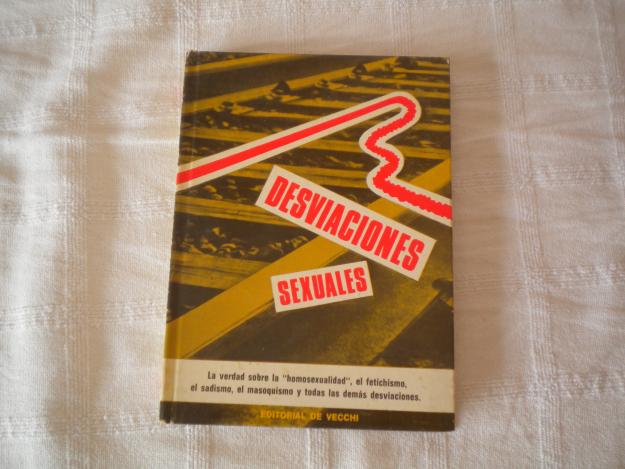 DESVIACIONES
SEXUALES
La verdad sobre la "homosexualidad", el fetichismo,
el sadismo, el masoquismo y todas las demás desviaciones.
EDITORIAL DE VECCHI